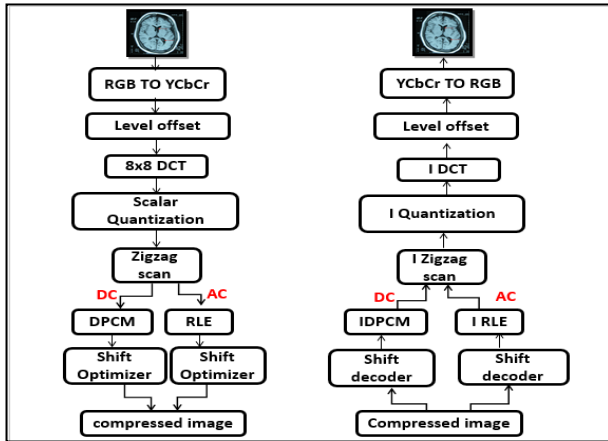 RGB TO YCbCr
Level offset
8x8 DCT
Scalar
Quantization
Zigzag
scan
DC
AC
DPCM
RLE
Shift
Optimizer
Shift
Optimizer
compressed image
YCbCr TO RGB
Level offset
I DCT
I Quantization
I Zigzag
scan
DC
AC
IDPCM
I RLE
Shift
decoder
Shift
decoder
Compressed image